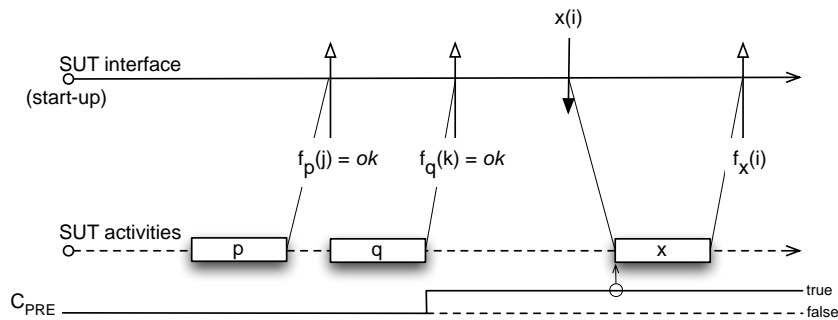 x(i)
SUT interface
(start-up)
f_p(j) = ok
f_q(k) = ok
f_x(i)
SUT activities
p
q
x
C_PRE
true
false